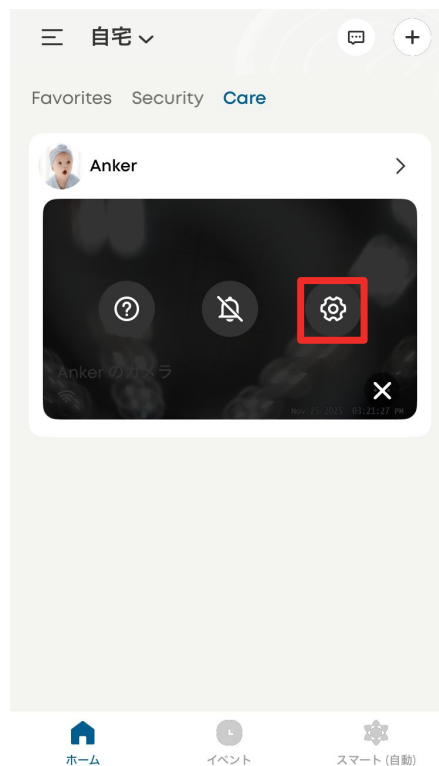 自宅
Favorites Security Care
Anker
Anker のカメラ
Nov 25 2025 03:21:27 PM
ホーム イベント スマート (自動)